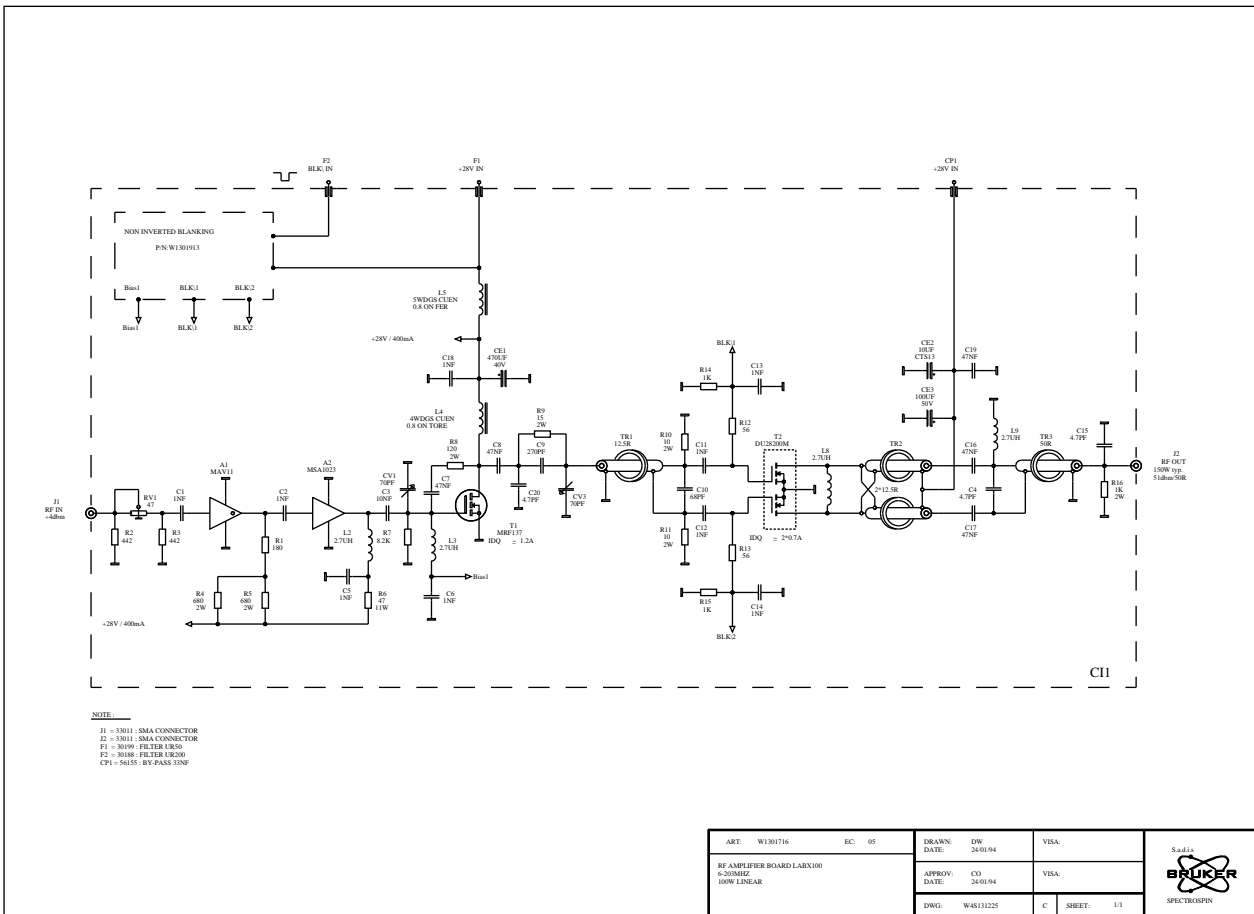 F2
BLK\ IN
F1
+28V IN
CP1
+28V IN
NON INVERTED BLANKING
P/N:W1301913
Bias1
BLK\1
BLK\2
Bias1
BLK\1
BLK\2
L5
5WDGS CUEN
0.8 ON FER
+28V / 400mA
C18
1NF
CE1
470UF
40V
L4
4WDGS CUEN
0.8 ON TORE
R9
15
2W
R8
120
2W
C8
47NF
C9
270PF
C7
47NF
C20
4.7PF
CV3
70PF
CV1
70PF
C3
10NF
T1
MRF137
IDQ = 1.2A
J1
RF IN
+4dbm
RV1
47
C1
1NF
R2
442
R3
442
A1
MAV11
C2
1NF
A2
MSA1023
R1
180
R4
680
2W
R5
680
2W
L2
2.7UH
R7
8.2K
L3
2.7UH
C5
1NF
R6
47
11W
C6
1NF
Bias1
+28V / 400mA
TR1
12.5R
BLK\1
R14
1K
C13
1NF
R10
10
2W
C11
1NF
R12
56
C10
68PF
R11
10
2W
C12
1NF
R13
56
R15
1K
C14
1NF
BLK\2
T2
DU28200M
IDQ = 2*0.7A
L8
2.7UH
TR2
2*12.5R
CE2
10UF
CTS13
C19
47NF
CE3
100UF
50V
C16
47NF
L9
2.7UH
C4
4.7PF
C17
47NF
TR3
50R
C15
4.7PF
R16
1K
2W
J2
RF OUT
150W typ.
51dbm/50R
CI1
NOTE :
J1 = 33011 : SMA CONNECTOR
J2 = 33011 : SMA CONNECTOR
F1 = 30199 : FILTER UR50
F2 = 30188 : FILTER UR200
CP1 = 56155 : BY-PASS 33NF
ART: W1301716 EC: 05
RF AMPLIFIER BOARD LABX100
6-203MHZ
100W LINEAR
DRAWN: DW
DATE: 24/01/94
VISA:
APPROV: CO
DATE: 24/01/94
VISA:
DWG: W4S131225 C SHEET: 1/1
S.a.d.i.s
BRUKER
SPECTROSPIN